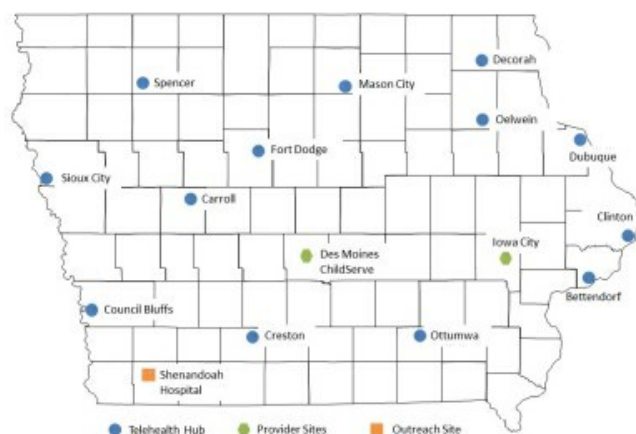 Decorah
Spencer
Mason City
Oelwein
Fort Dodge
Dubuque
Sioux City
Carroll
Clinton
Iowa City
Des Moines
ChildServe
Bettendorf
Council Bluffs
Creston
Ottumwa
Shenandoah
Hospital
Telehealth Hub
Provider Sites
Outreach Site